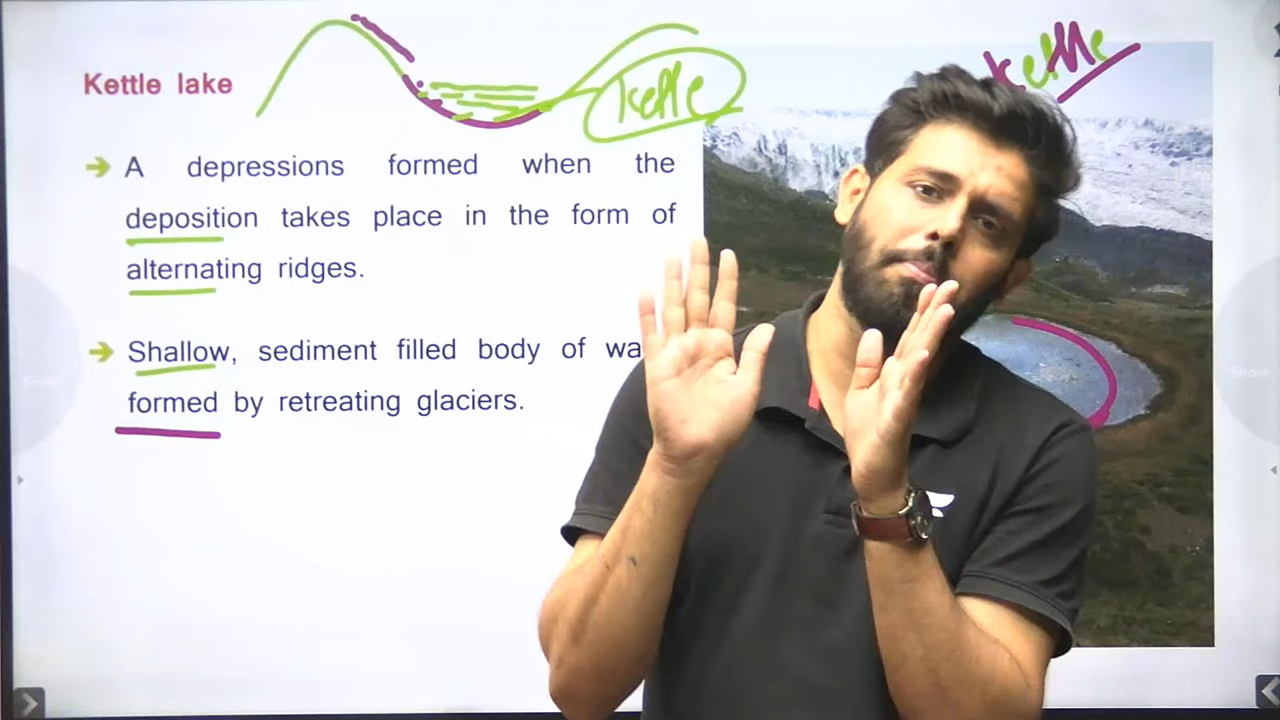 Kettle lake
kettle
kettle
A depressions formed when the
deposition takes place in the form of
alternating ridges.
Shallow, sediment filled body of wa
formed by retreating glaciers.